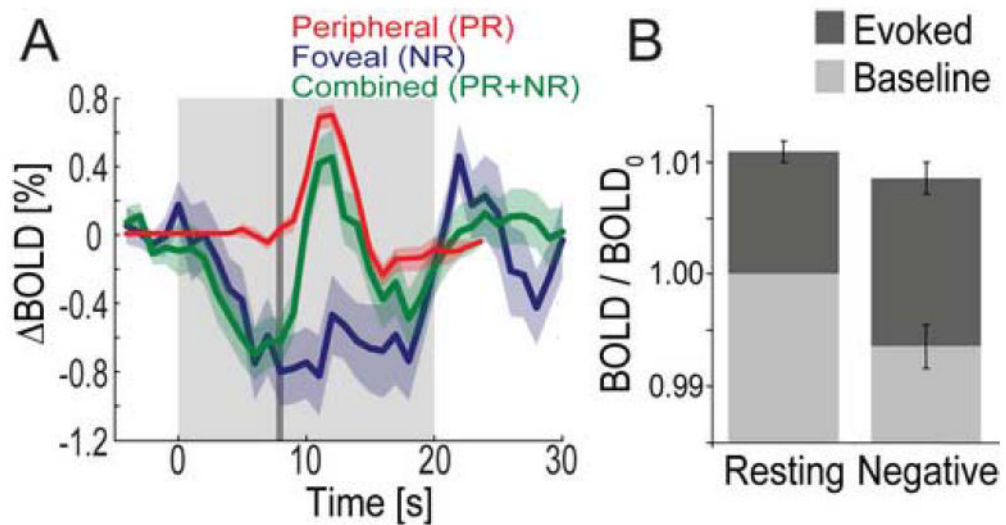 A
Peripheral (PR)
Foveal (NR)
Combined (PR+NR)
ΔBOLD [%]
0.8
0.4
0
-0.4
-0.8
-1.2
0
10
20
30
Time [s]
B
Evoked
Baseline
BOLD / BOLD₀
1.01
1.00
0.99
Resting
Negative